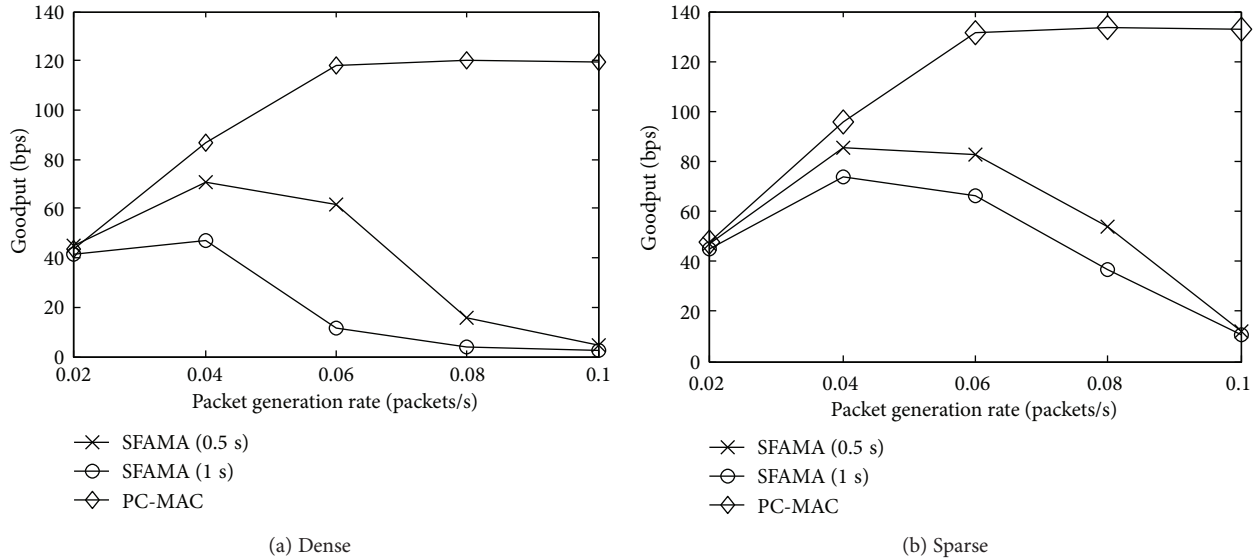 140
120
100
80
60
40
20
0
Goodput (bps)
0.02
0.04
0.06
0.08
0.1
Packet generation rate (packets/s)
SFAMA (0.5 s)
SFAMA (1 s)
PC-MAC
(a) Dense
140
120
100
80
60
40
20
0
Goodput (bps)
0.02
0.04
0.06
0.08
0.1
Packet generation rate (packets/s)
SFAMA (0.5 s)
SFAMA (1 s)
PC-MAC
(b) Sparse